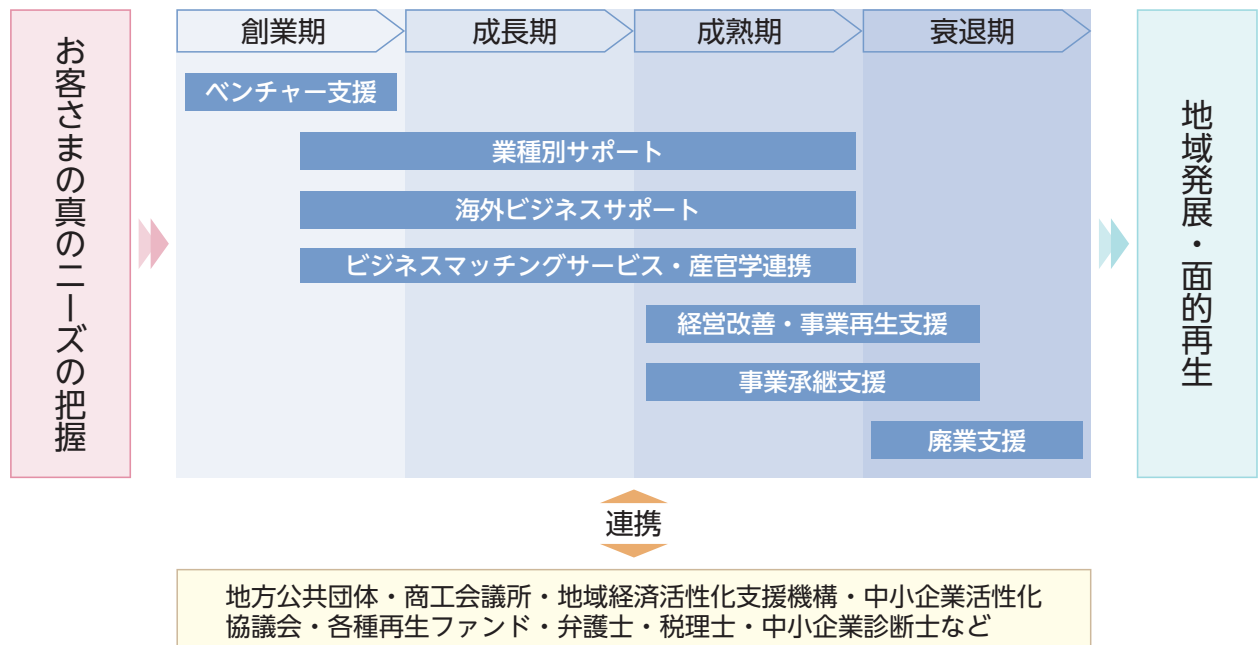 お客さまの真のニーズの把握
創業期
成長期
成熟期
衰退期
ベンチャー支援
業種別サポート
海外ビジネスサポート
ビジネスマッチングサービス・産官学連携
経営改善・事業再生支援
事業承継支援
廃業支援
地域発展・面的再生
連携
地方公共団体・商工会議所・地域経済活性化支援機構・中小企業活性化
協議会・各種再生ファンド・弁護士・税理士・中小企業診断士など